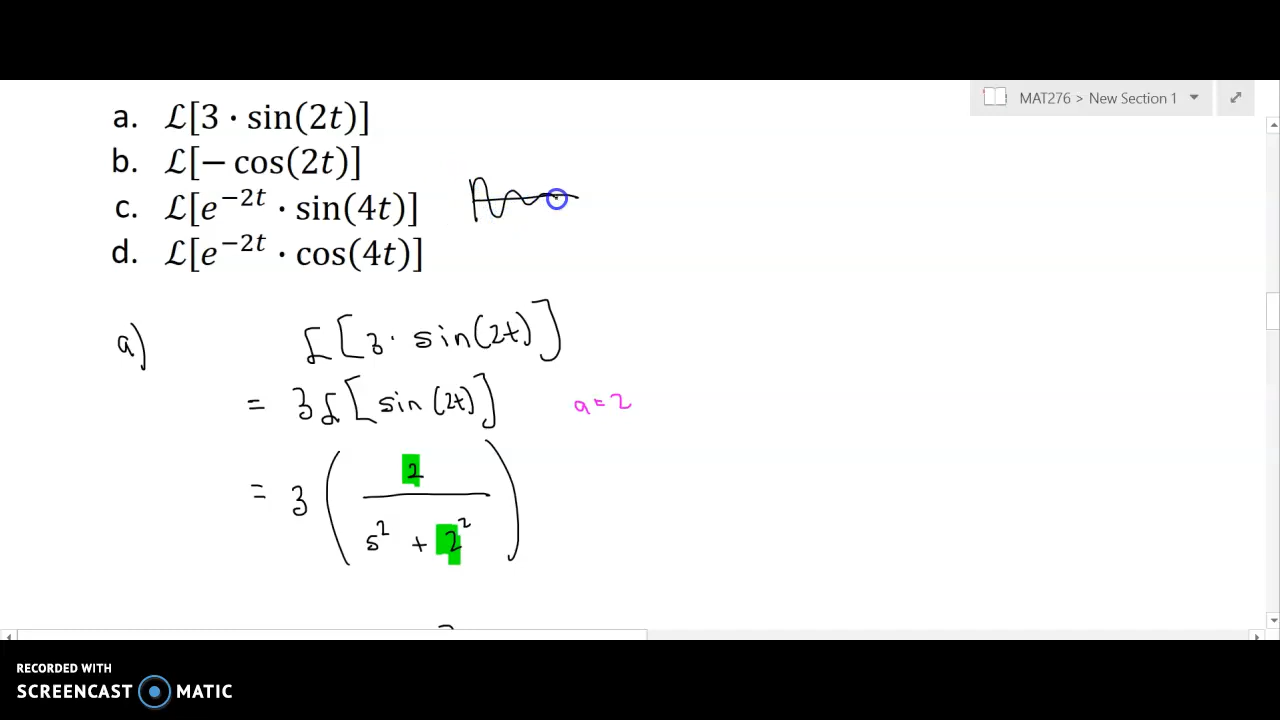 MAT276 > New Section 1
a. ℒ[3 · sin(2t)]
b. ℒ[− cos(2t)]
c. ℒ[e^{−2t} · sin(4t)]
d. ℒ[e^{−2t} · cos(4t)]
a) ℒ[3 · sin(2t)]
= 3ℒ[sin(2t)] a = 2
= 3(2/(s² + 2²))
RECORDED WITH
SCREENCAST MATIC